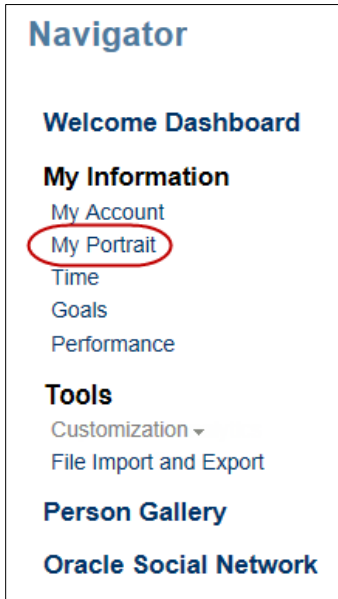 Navigator
Welcome Dashboard
My Information
My Account
My Portrait
Time
Goals
Performance
Tools
Customization
File Import and Export
Person Gallery
Oracle Social Network